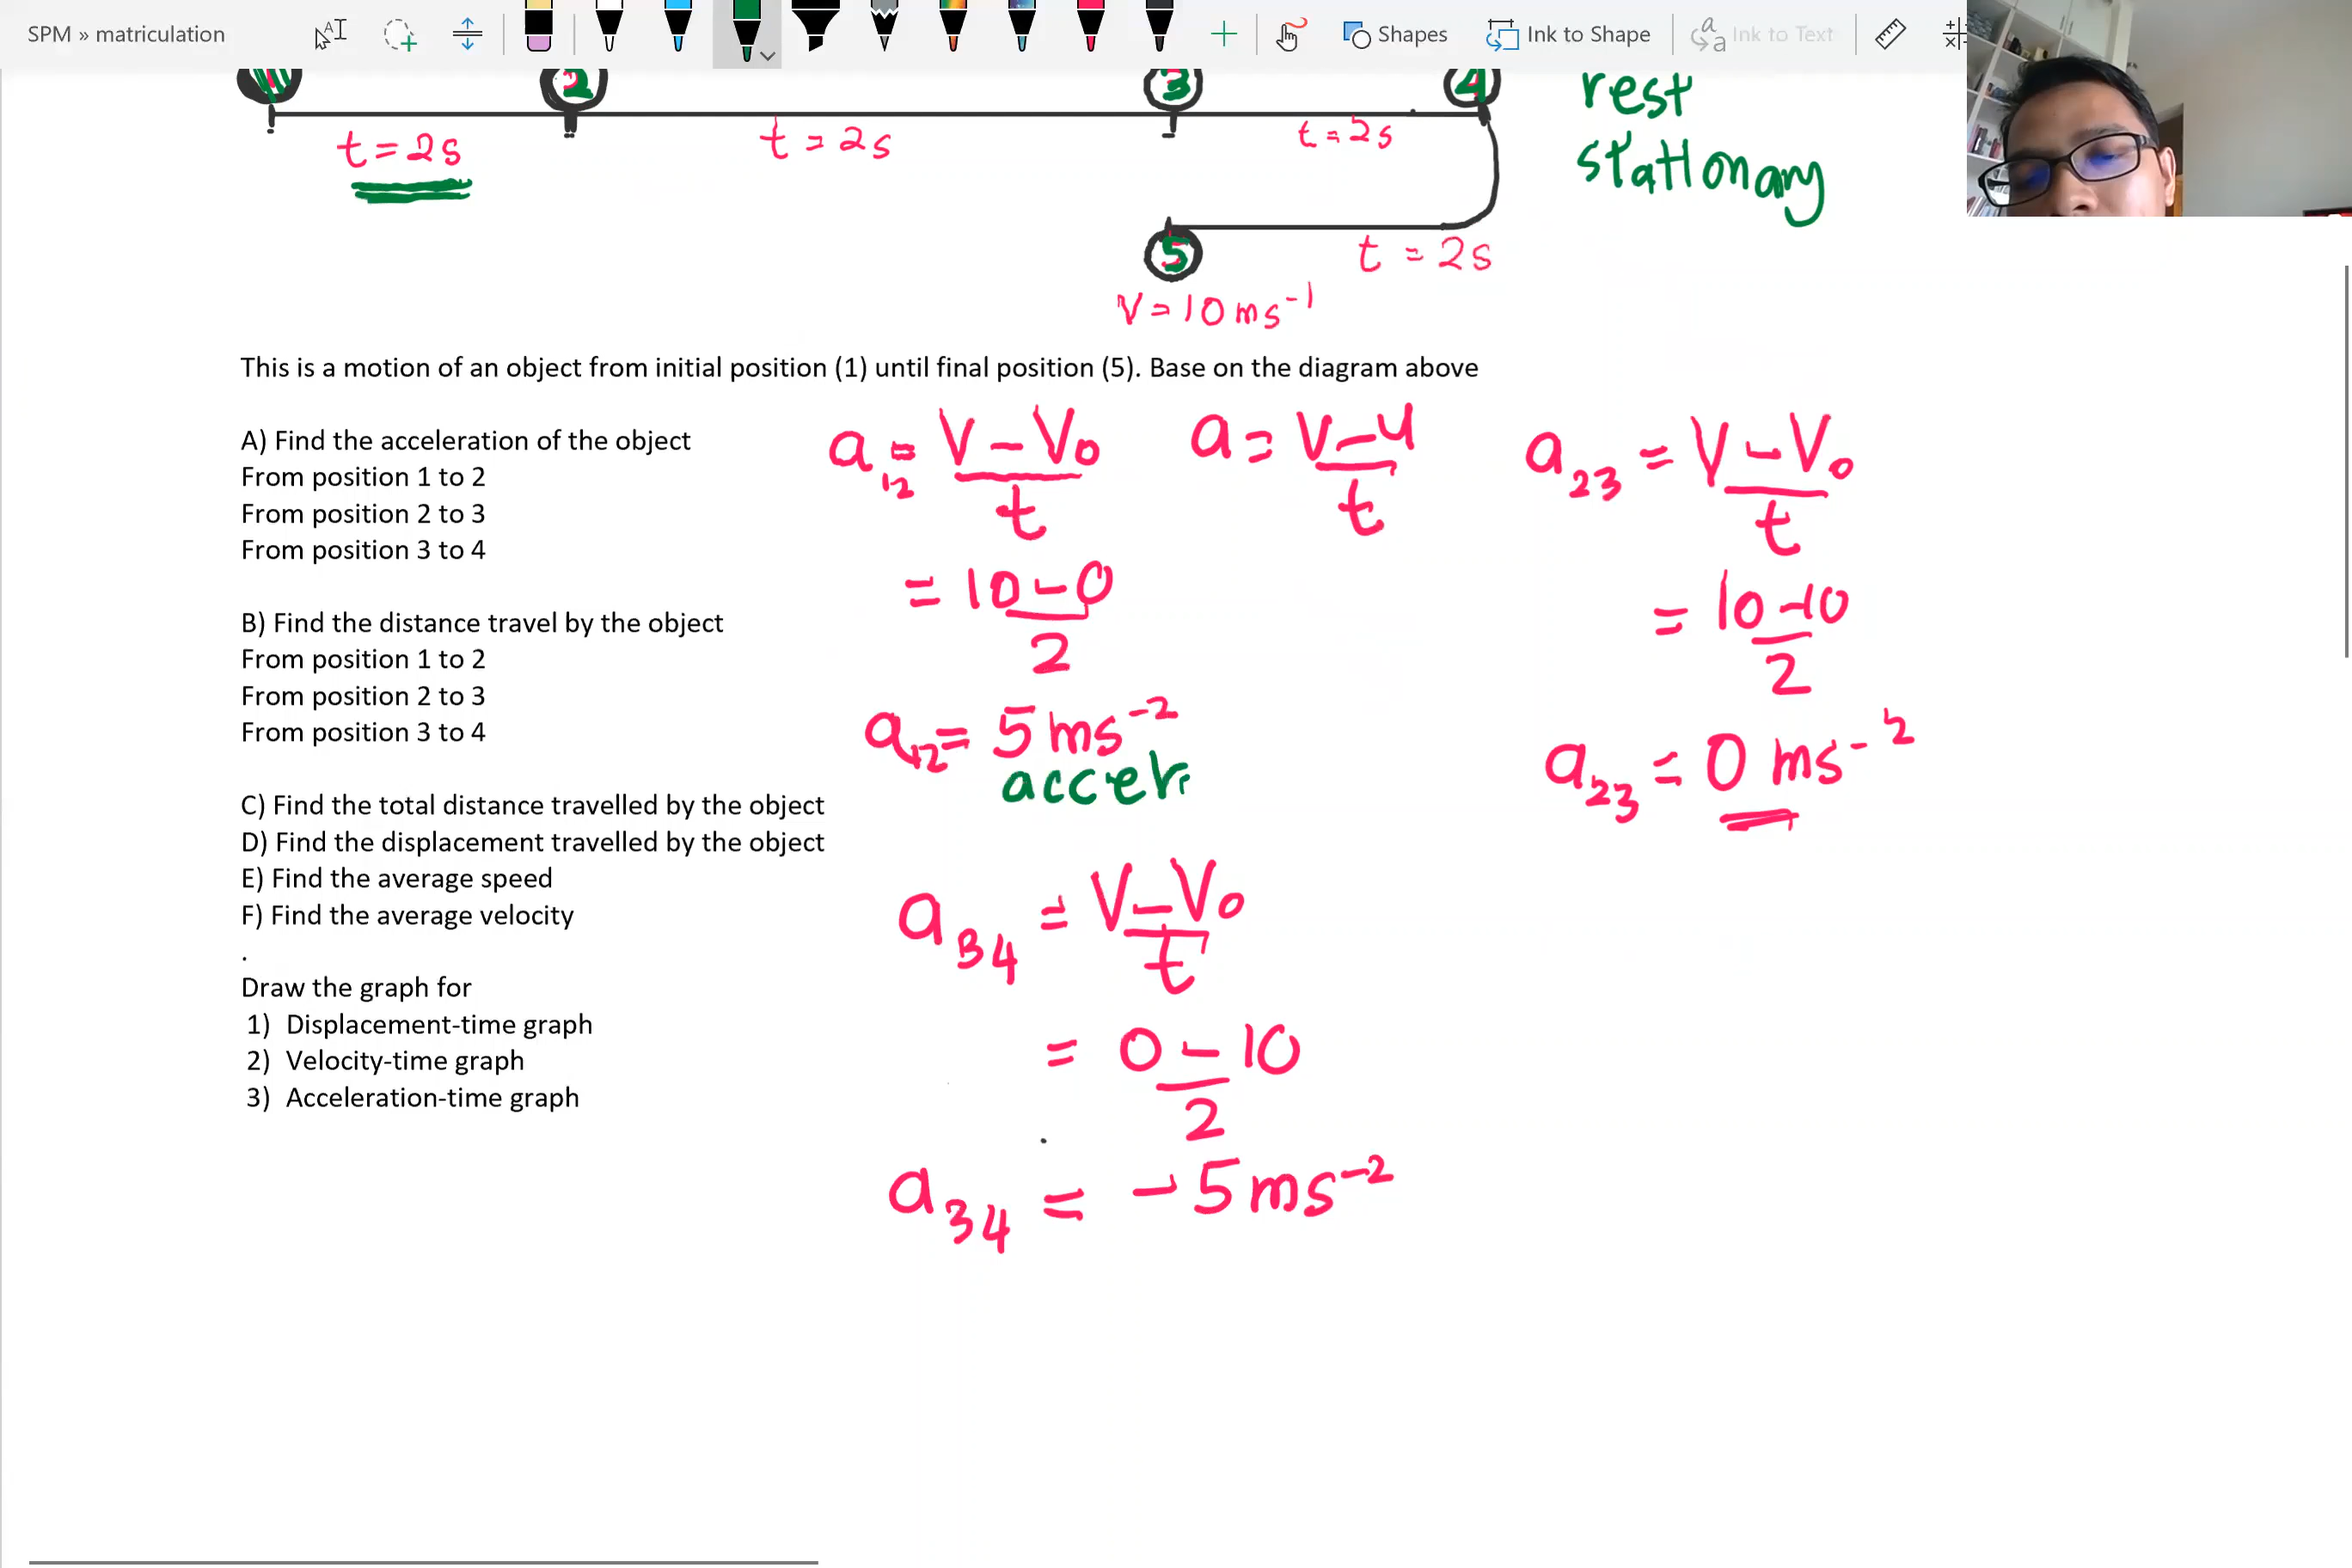 SPM » matriculation
Shapes
Ink to Shape
Ink to Text
2
3
4
rest
stationary
t = 2s
t = 2s
t = 2s
5
t = 2s
V = 10 ms⁻¹
This is a motion of an object from initial position (1) until final position (5). Base on the diagram above
A) Find the acceleration of the object
From position 1 to 2
From position 2 to 3
From position 3 to 4
B) Find the distance travel by the object
From position 1 to 2
From position 2 to 3
From position 3 to 4
C) Find the total distance travelled by the object
D) Find the displacement travelled by the object
E) Find the average speed
F) Find the average velocity
.
Draw the graph for
1) Displacement-time graph
2) Velocity-time graph
3) Acceleration-time graph
a₁₂ = V – V₀
t
= 10 – 0
2
a₁₂ = 5 ms⁻²
a = V – u
t
a₂₃ = V – V₀
t
= 10 – 10
2
a₂₃ = 0 ms⁻²
a₃₄ = V – V₀
t
= 0 – 10
2
a₃₄ = – 5 ms⁻²